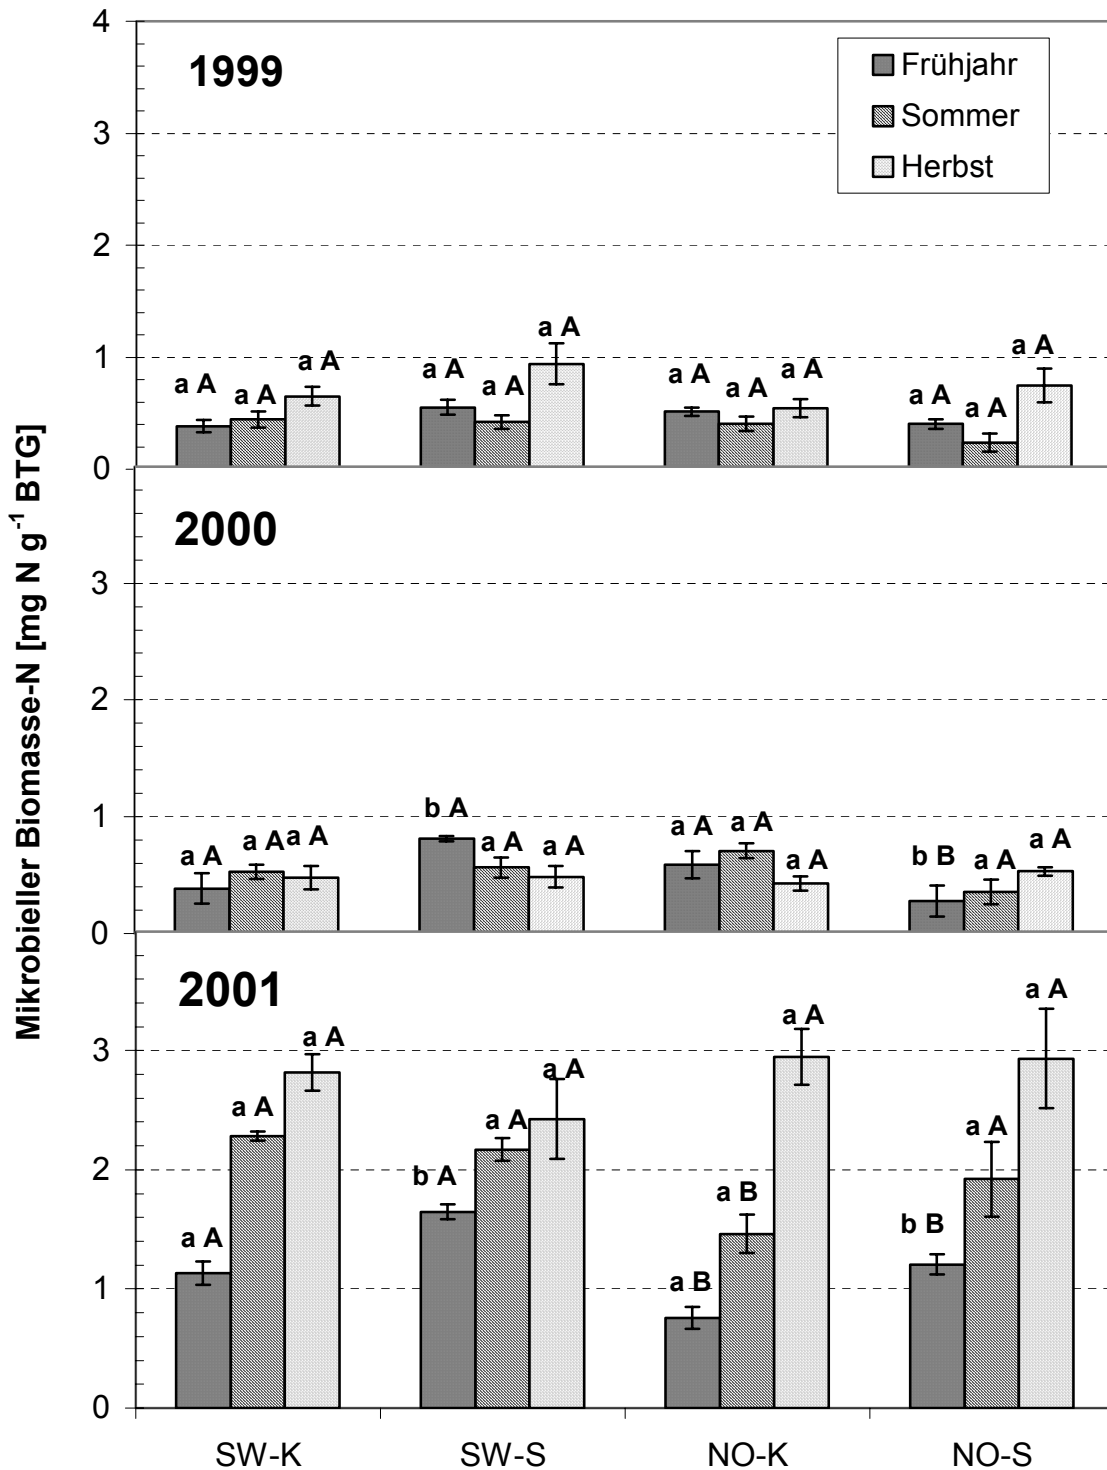 Mikrobieller Biomasse-N [mg N g⁻¹ BTG]
4
1999
Frühjahr
Sommer
Herbst
3
2
1
0
a A a A a A
a A a A a A
a A a A a A
a A a A a A
2000
3
2
1
0
a A a A a A
b A a A a A
a A a A a A
b B a A a A
2001
3
2
1
0
a A a A a A
b A a A a A
a B a B a A
b B a A a A
SW-K SW-S NO-K NO-S